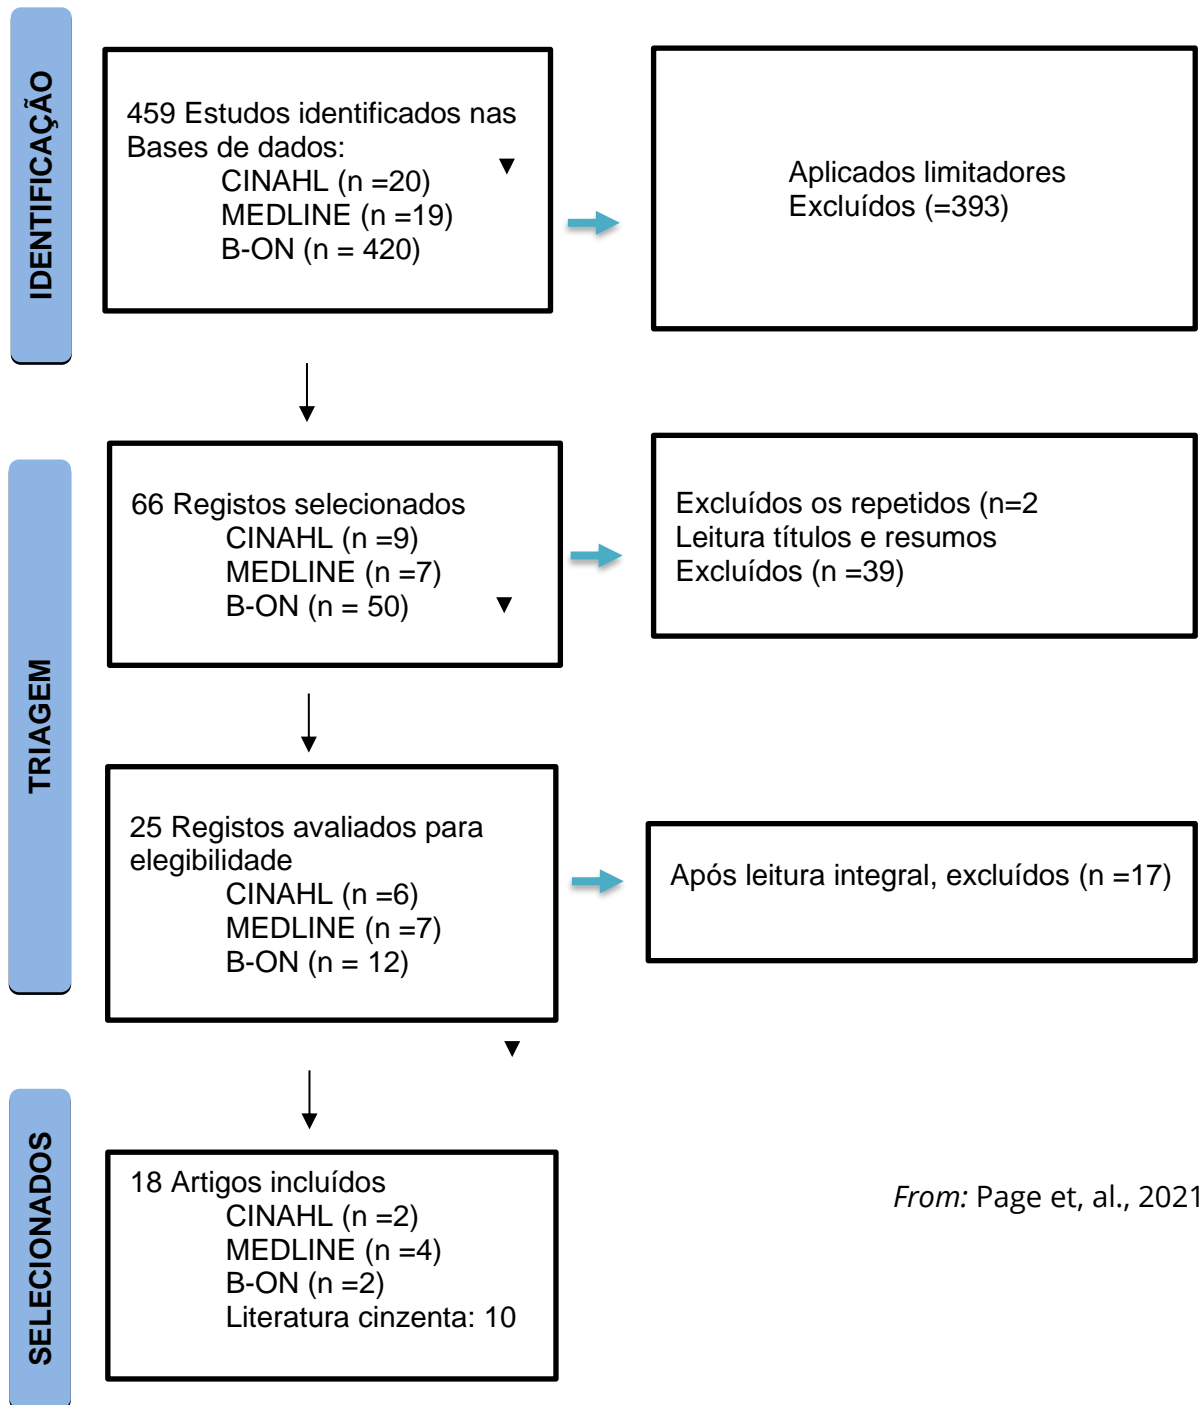 IDENTIFICAÇÃO
459 Estudos identificados nas
Bases de dados:
CINAHL (n =20)
MEDLINE (n =19)
B-ON (n = 420)
Aplicados limitadores
Excluídos (=393)
TRIAGEM
66 Registos selecionados
CINAHL (n =9)
MEDLINE (n =7)
B-ON (n = 50)
Excluídos os repetidos (n=2
Leitura títulos e resumos
Excluídos (n =39)
25 Registos avaliados para
elegibilidade
CINAHL (n =6)
MEDLINE (n =7)
B-ON (n = 12)
Após leitura integral, excluídos (n =17)
SELECIONADOS
18 Artigos incluídos
CINAHL (n =2)
MEDLINE (n =4)
B-ON (n =2)
Literatura cinzenta: 10
From: Page et, al., 2021